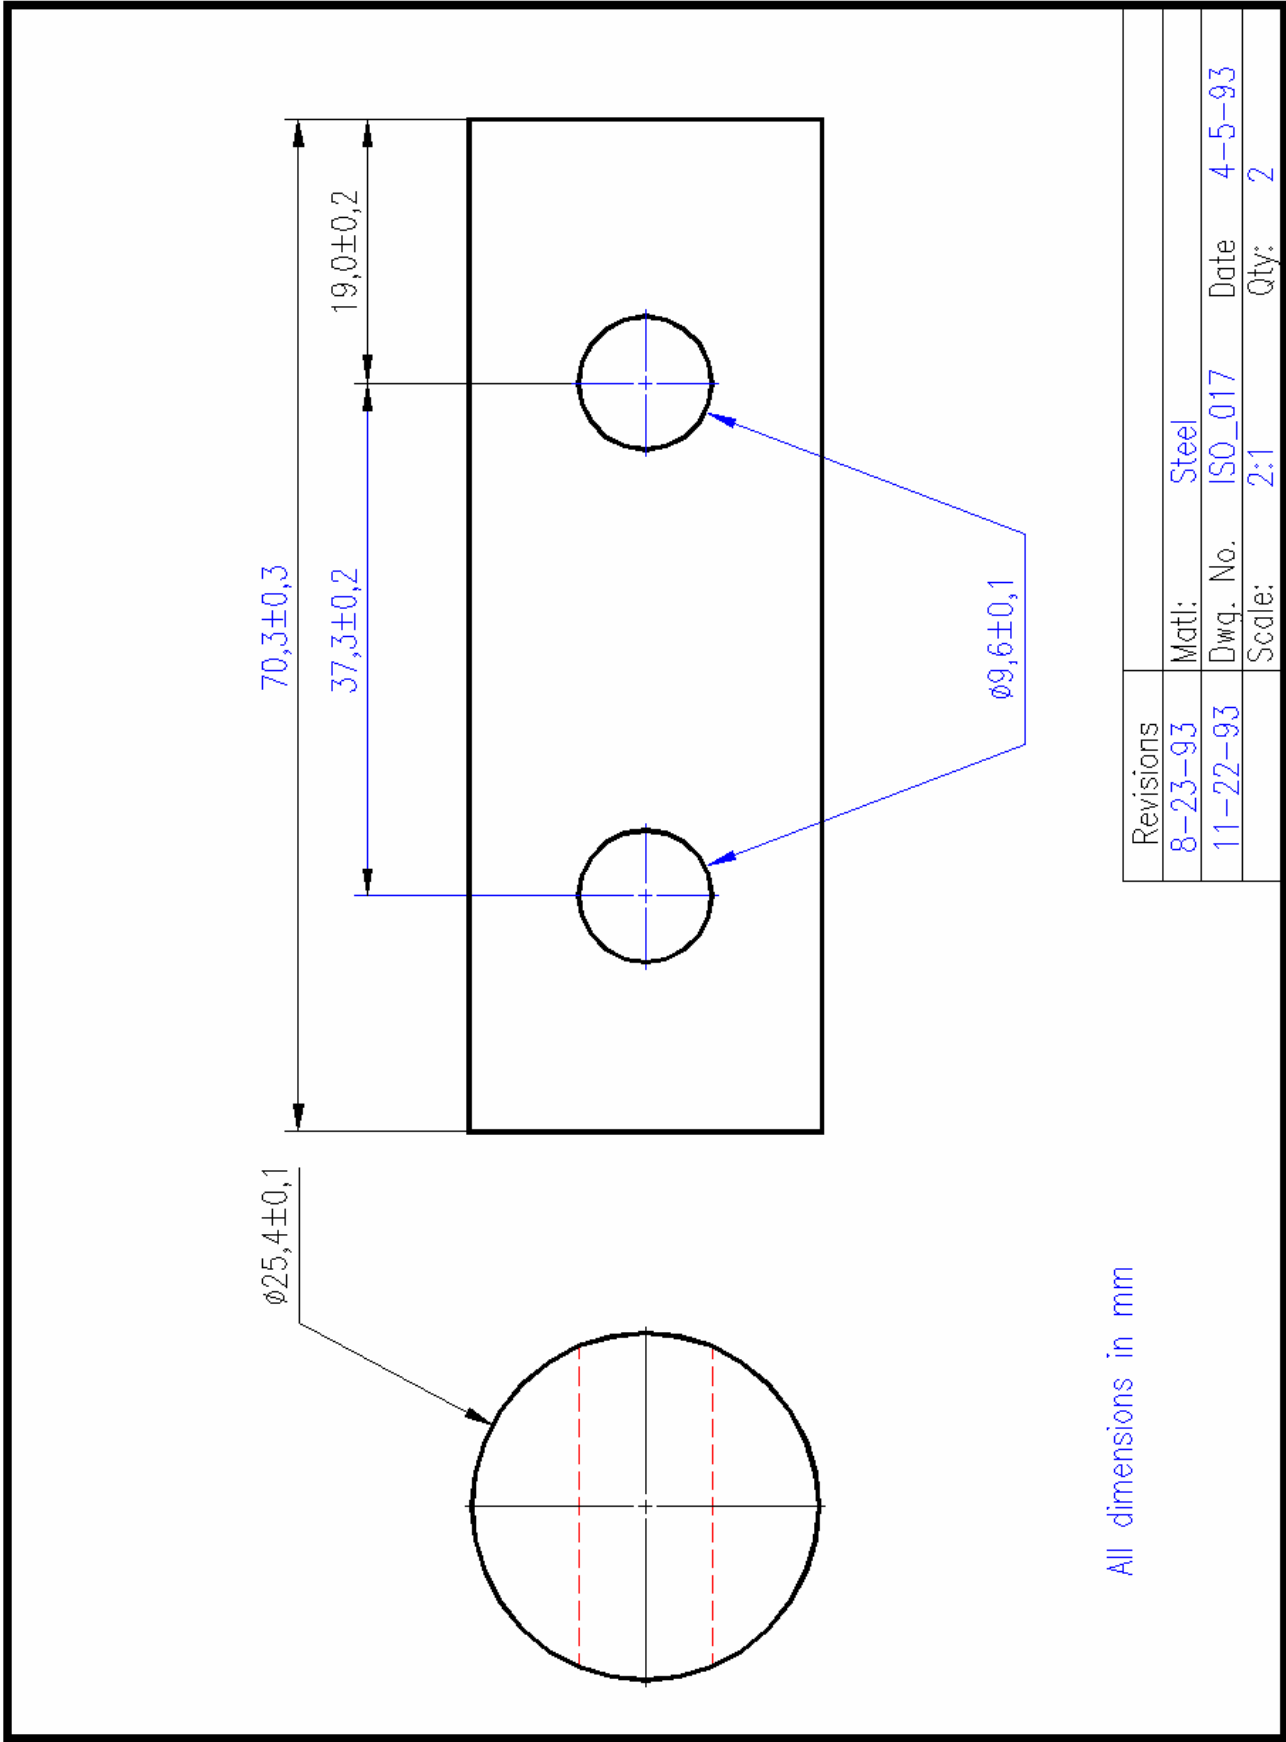 ø25,4±0,1
70,3±0,3
37,3±0,2
19,0±0,2
ø9,6±0,1
All dimensions in mm
Revisions
8-23-93 Matl: Steel
11-22-93 Dwg. No. ISO_017 Date 4-5-93
Scale: 2:1 Qty: 2